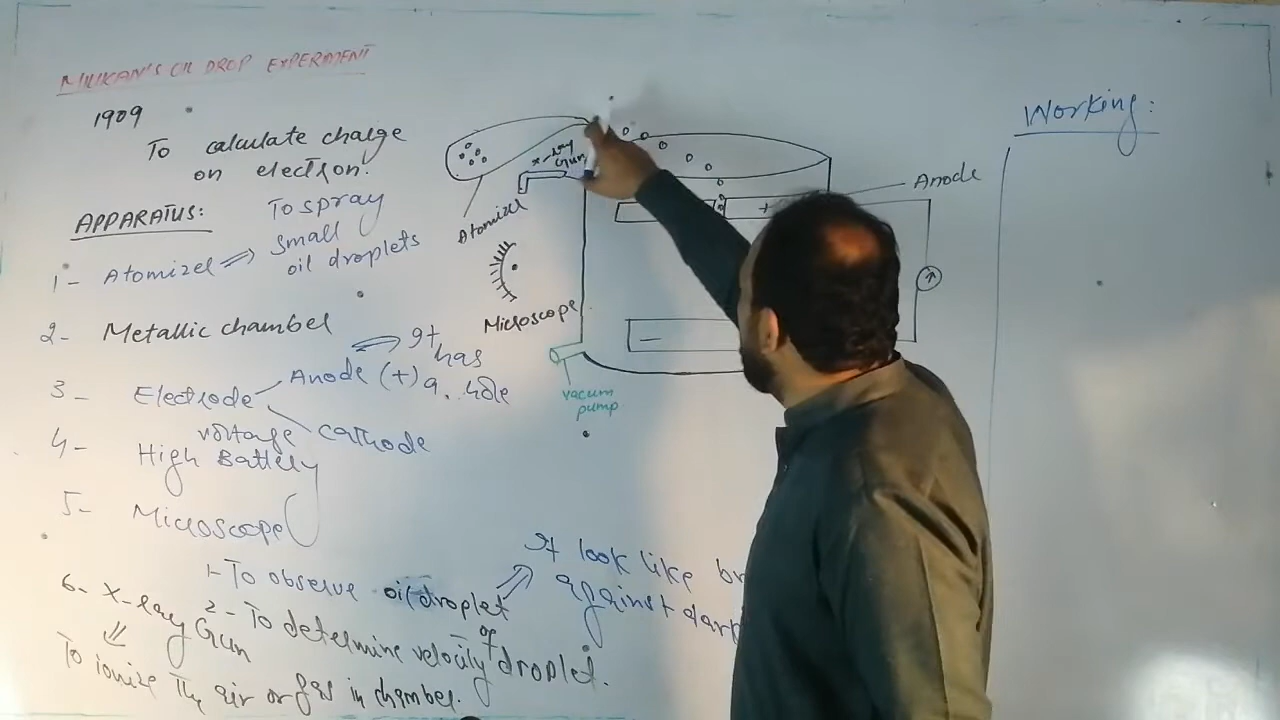 MILIKAN'S OIL DROP EXPERIMENT
1909
To calculate charge
on electron!
APPARATUS:
1- Atomizer ⇒ To spray
small
oil droplets
2- Metallic chamber
3- Electrode
Anode (+)
It
has
a hole
cathode
4- High voltage Battery
5- Microscope
1- To observe oil droplet
It look like
against dark
2- To determine velocity of droplet.
6- X-ray Gun
To ionize The air or gas in chamber.
x-ray
Gun
Atomizer
Microscope
vacum
pump
+
−
Anode
Working: